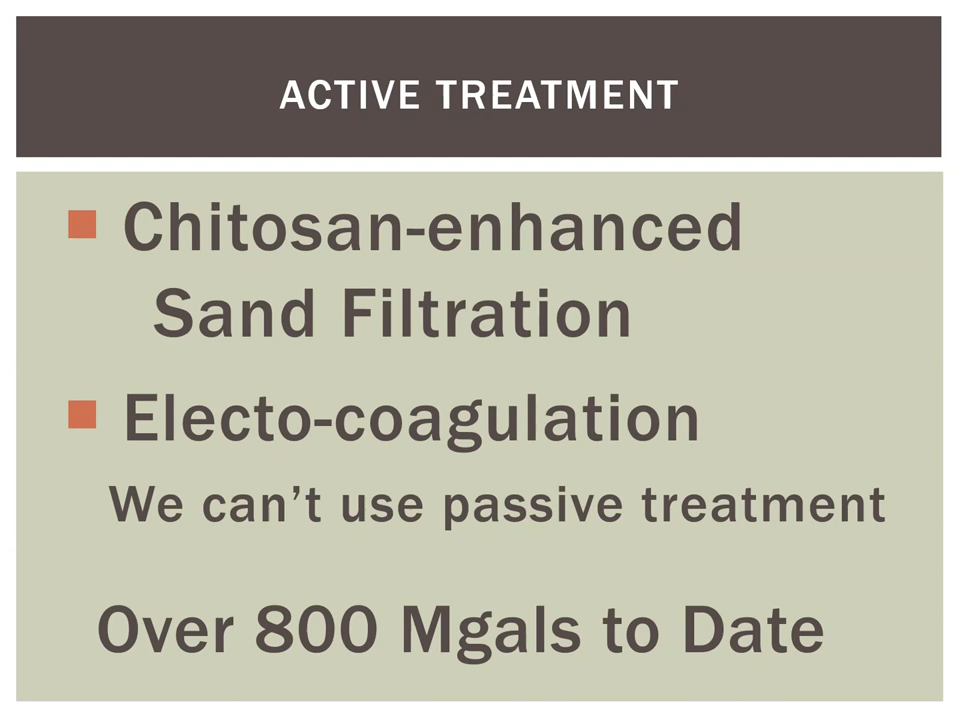 ACTIVE TREATMENT
Chitosan-enhanced
Sand Filtration
Electo-coagulation
We can’t use passive treatment
Over 800 Mgals to Date